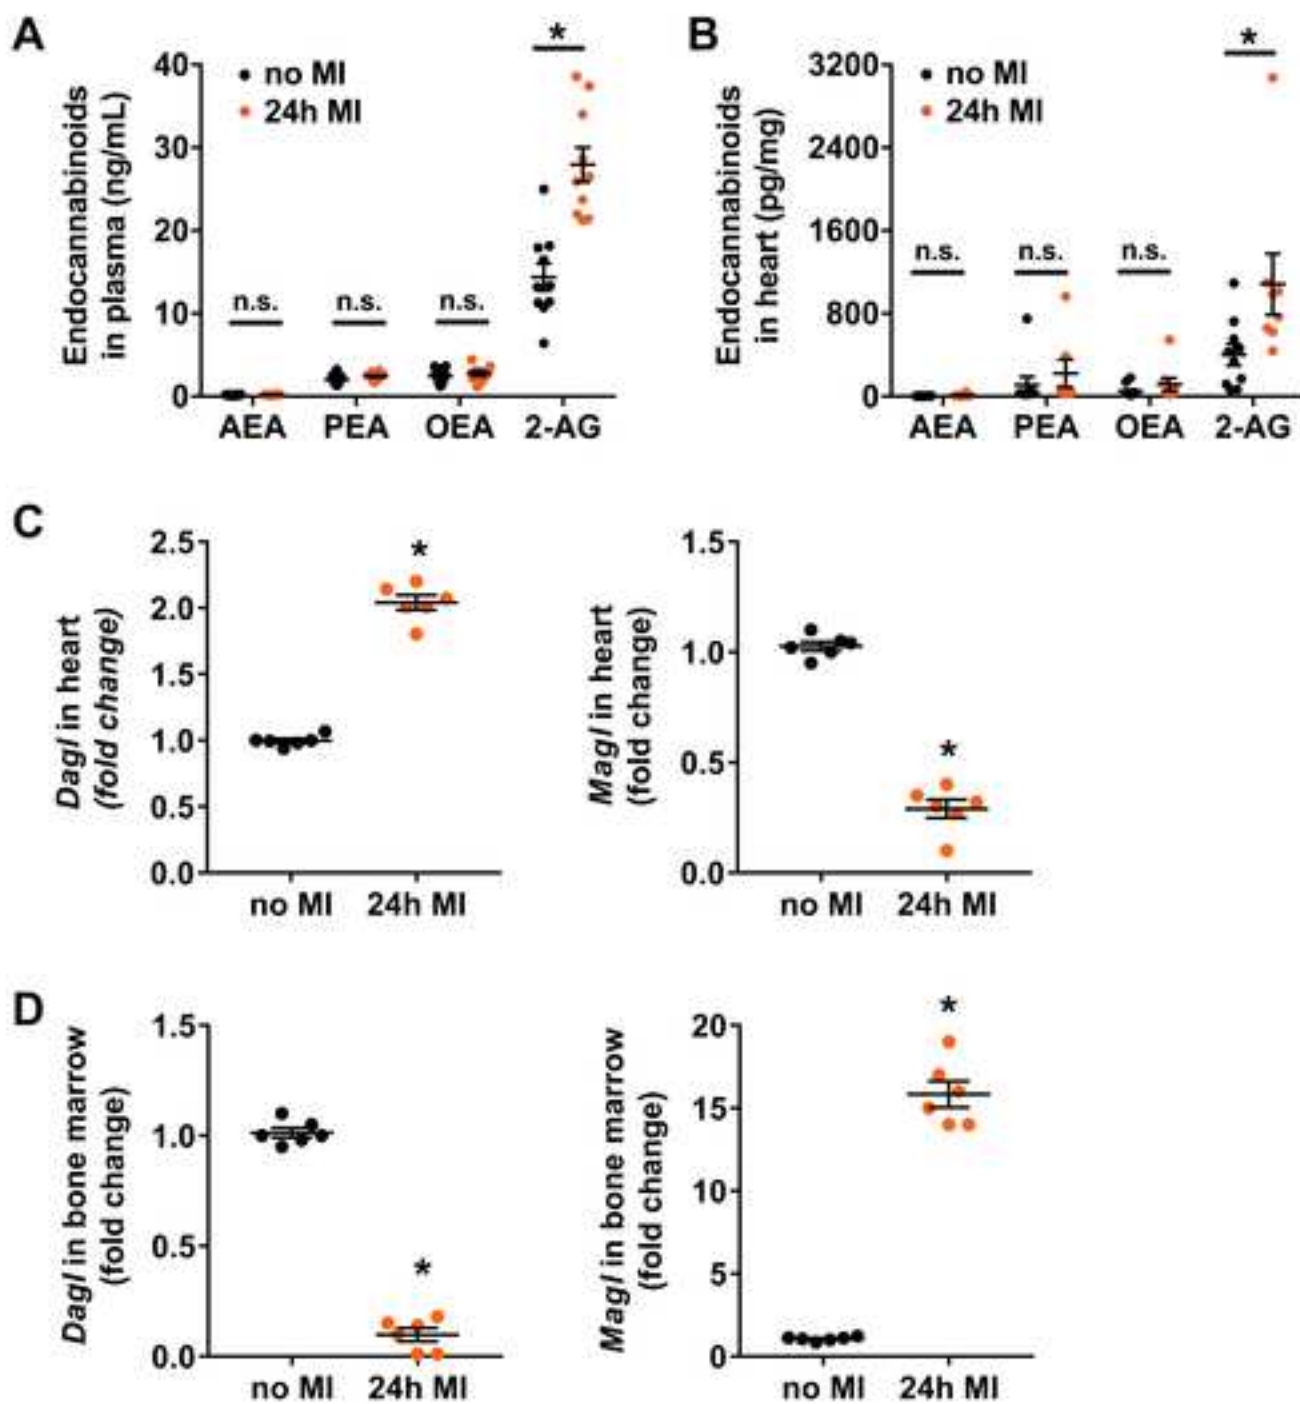 A
Endocannabinoids
in plasma (ng/mL)
*
40
30
20
10
0
no MI
24h MI
n.s.
n.s.
n.s.
AEA
PEA
OEA
2-AG
B
Endocannabinoids
in heart (pg/mg)
*
3200
2400
1600
800
0
no MI
24h MI
n.s.
n.s.
n.s.
AEA
PEA
OEA
2-AG
C
Dagl in heart
(fold change)
2.5
2.0
1.5
1.0
0.5
0.0
*
no MI
24h MI
Magl in heart
(fold change)
1.5
1.0
0.5
0.0
*
no MI
24h MI
D
Dagl in bone marrow
(fold change)
1.5
1.0
0.5
0.0
*
no MI
24h MI
Magl in bone marrow
(fold change)
20
15
10
5
0
*
no MI
24h MI